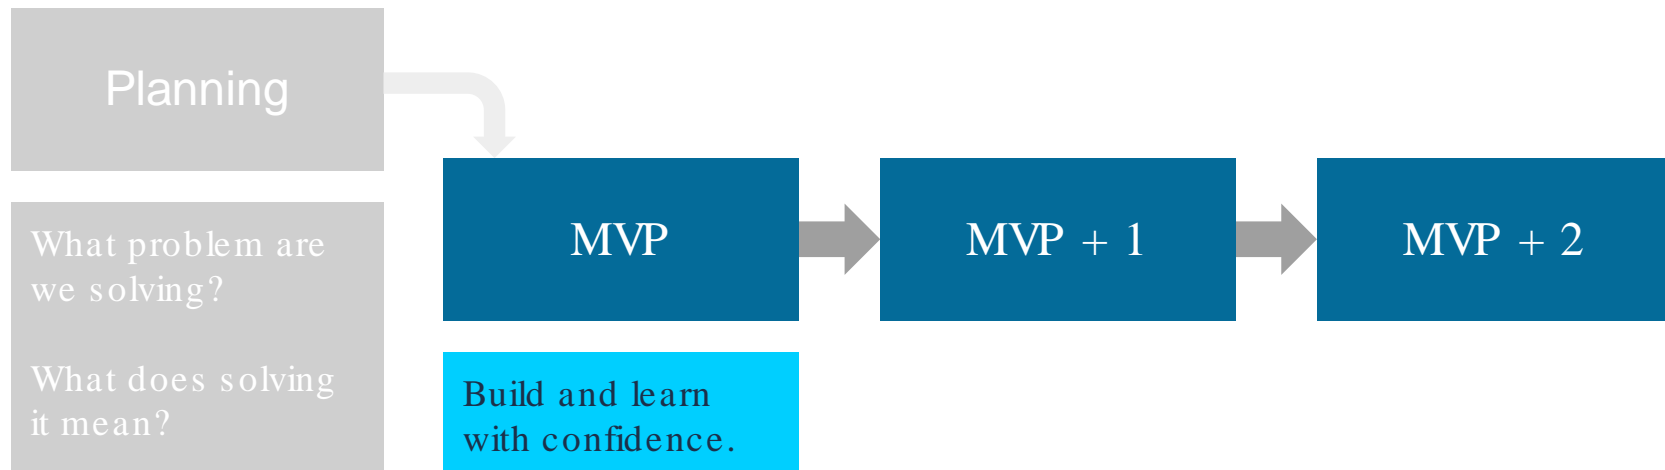 Planning
What problem are
we solving?
What does solving
it mean?
MVP
Build and learn
with confidence.
MVP + 1
MVP + 2